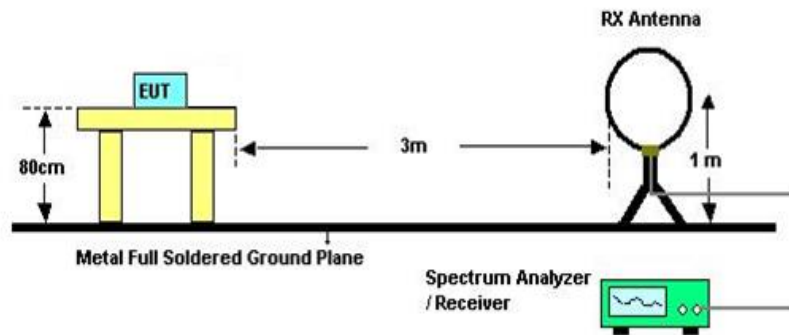 RX Antenna
EUT
80cm
3m
1 m
Metal Full Soldered Ground Plane
Spectrum Analyzer
/ Receiver